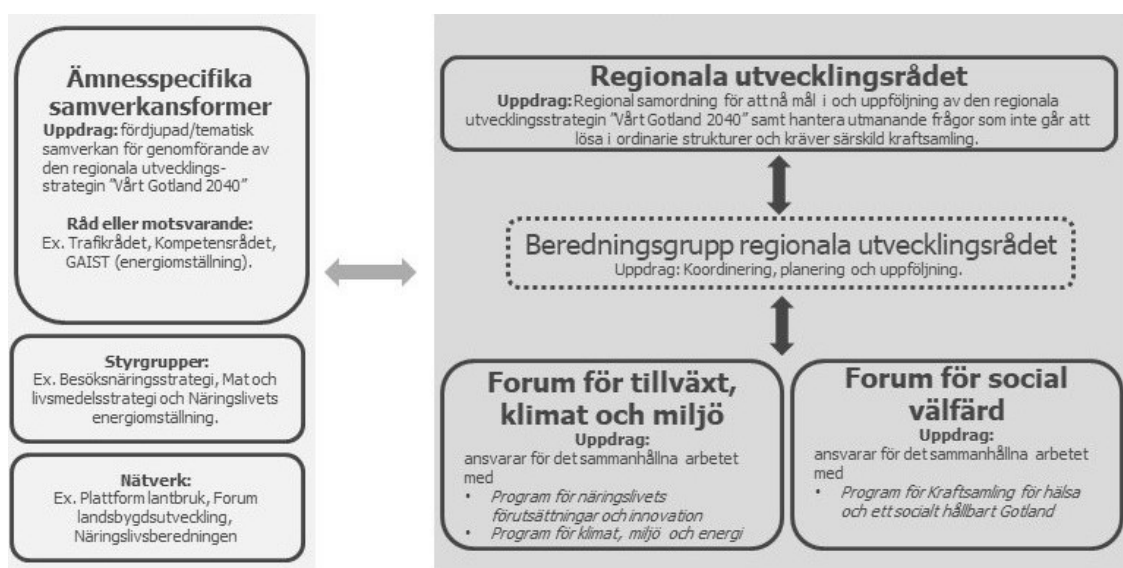 Ämnesspecifika
samverkansformer
Uppdrag: fördjupad/tematisk
samverkan för genomförande av
den regionala utvecklings-
strategin "Vårt Gotland 2040"
Råd eller motsvarande:
Ex. Trafikrådet, Kompetensrådet,
GAIST (energiomställning).
Styrgrupper:
Ex. Besöksnäringsstrategi, Mat och
livsmedelsstrategi och Näringslivets
energiomställning.
Nätverk:
Ex. Plattform lantbruk, Forum
landsbygdsutveckling,
Näringslivsberedningen
Regionala utvecklingsrådet
Uppdrag: Regional samordning för att nå mål i och uppföljning av den regionala
utvecklingsstrategin "Vårt Gotland 2040" samt hantera utmanande frågor som inte går att
lösa i ordinarie strukturer och kräver särskild kraftsamling.
Beredningsgrupp regionala utvecklingsrådet
Uppdrag: Koordinering, planering och uppföljning.
Forum för tillväxt,
klimat och miljö
Uppdrag:
ansvarar för det sammanhållna arbetet
med
• Program för näringslivets
förutsättningar och innovation
• Program för klimat, miljö och energi
Forum för social
välfärd
Uppdrag:
ansvarar för det sammanhållna arbetet
med
• Program för Kraftsamling för hälsa
och ett socialt hållbart Gotland